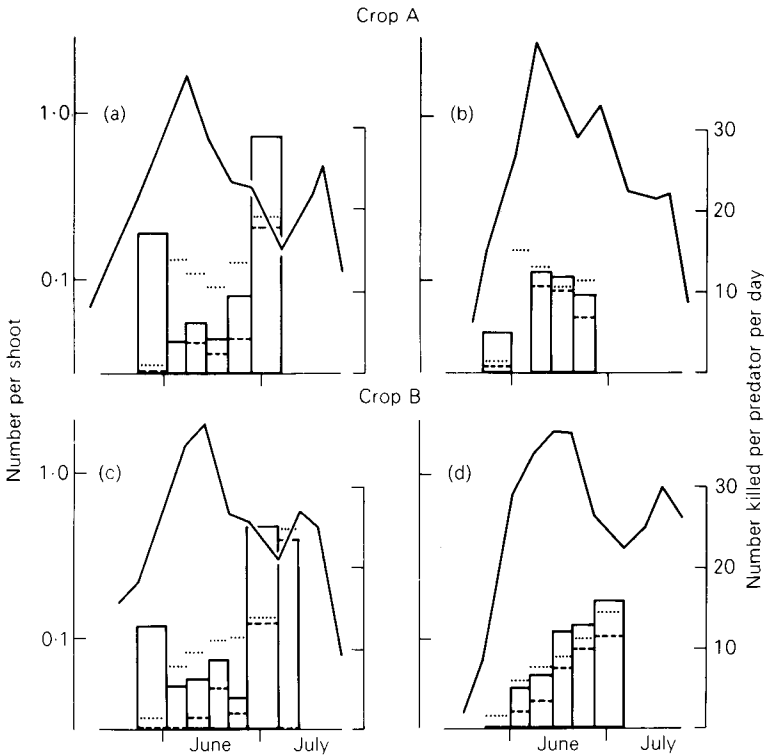 Crop A
(a)
(b)
1·0
0·1
30
20
10
Crop B
(c)
(d)
1·0
0·1
30
20
10
June
July
June
July
Number per shoot
Number killed per predator per day